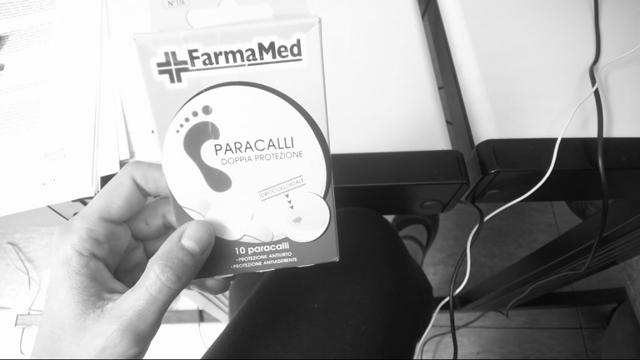 FarmaMed
PARACALLI
DOPPIA PROTEZIONE
IDROCOLLOIDALE
10 paracalli
•PROTEZIONE ANTIURTO
•PROTEZIONE ANTIADERENTE